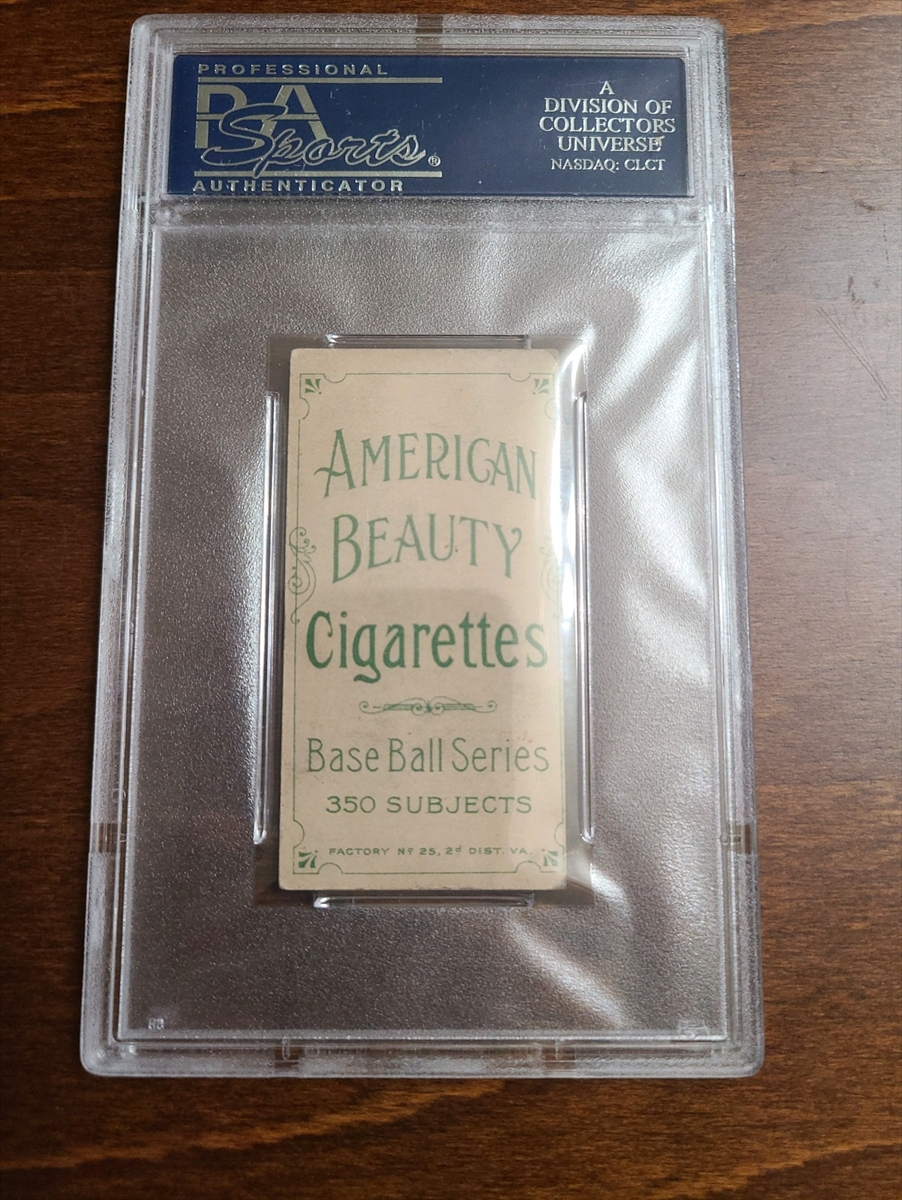 PROFESSIONAL
PSA
Sports®
AUTHENTICATOR
A
DIVISION OF
COLLECTORS
UNIVERSE
NASDAQ: CLCT
AMERICAN
BEAUTY
Cigarettes
Base Ball Series
350 SUBJECTS
FACTORY Nº 25, 2ᵈ DIST. VA.